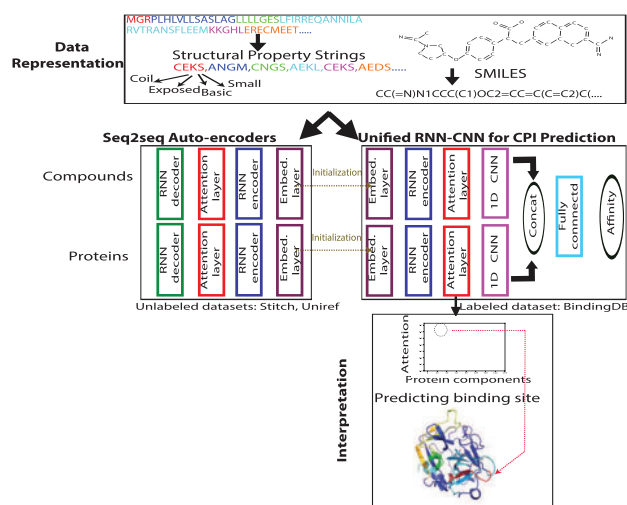 MGRPLHLVLLSASLAGLLLLGESLFIRREQANNILA
RVTRANSFLEEMKKGHLERECMEET.....
Data
Representation
Structural Property Strings
CEKS,ANGM,CNGS,AEKL,CEKS,AEDS.....
Coil
Exposed
Basic
Small
SMILES
CC(=N)N1CCC(C1)OC2=CC=C(C=C2)C(....
Seq2seq Auto-encoders
Unified RNN-CNN for CPI Prediction
Compounds
RNN decoder
Attention layer
RNN encoder
Embed. layer
Initialization
Embed. layer
RNN encoder
Attention layer
1D CNN
Proteins
RNN decoder
Attention layer
RNN encoder
Embed. layer
Initialization
Embed. layer
RNN encoder
Attention layer
1D CNN
Concat
Fully connnectd
Affinity
Unlabeled datasets: Stitch, Uniref
Labeled dataset: BindingDB
Interpretation
Attention
Protein components
Predicting binding site